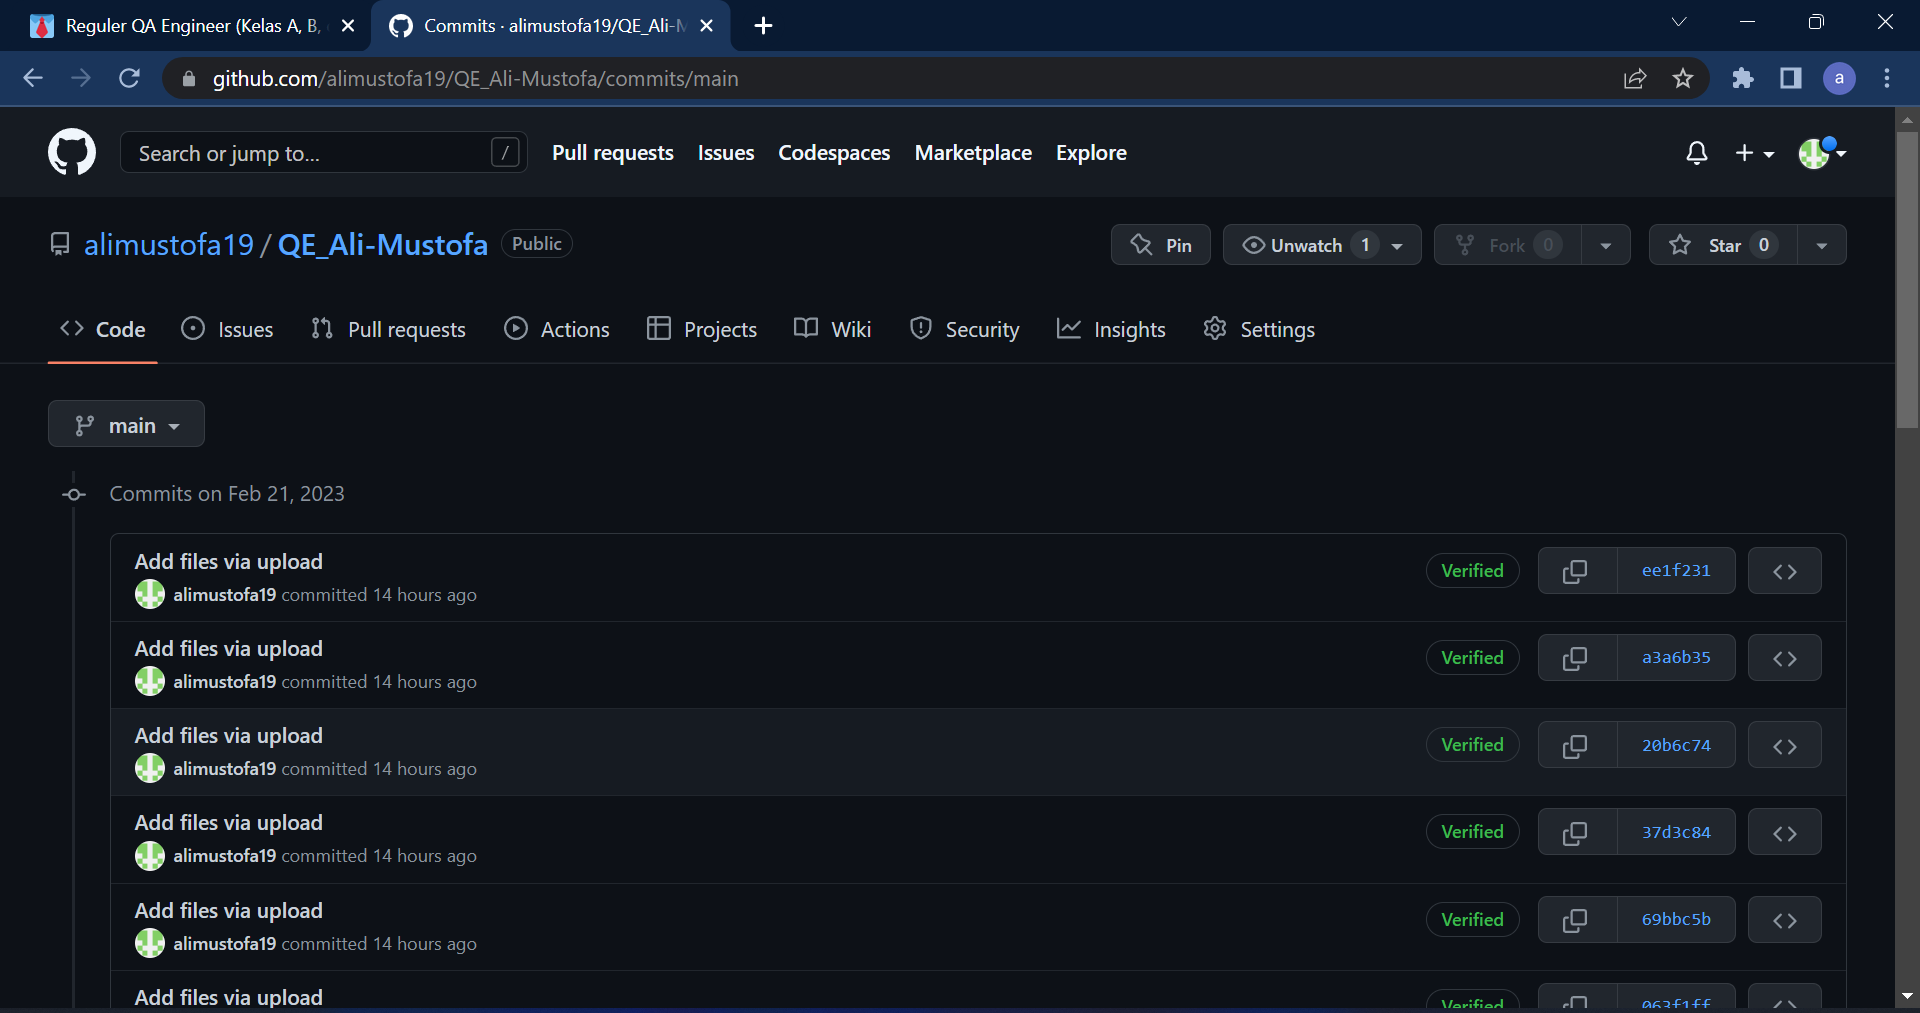 Reguler QA Engineer (Kelas A, B,
Commits · alimustofa19/QE_Ali-M
github.com/alimustofa19/QE_Ali-Mustofa/commits/main
a
Search or jump to... /
Pull requests Issues Codespaces Marketplace Explore
alimustofa19 / QE_Ali-Mustofa Public
Pin Unwatch 1 Fork 0 Star 0
Code Issues Pull requests Actions Projects Wiki Security Insights Settings
main
Commits on Feb 21, 2023
Add files via upload
alimustofa19 committed 14 hours ago
Verified ee1f231
Add files via upload
alimustofa19 committed 14 hours ago
Verified a3a6b35
Add files via upload
alimustofa19 committed 14 hours ago
Verified 20b6c74
Add files via upload
alimustofa19 committed 14 hours ago
Verified 37d3c84
Add files via upload
alimustofa19 committed 14 hours ago
Verified 69bbc5b
Add files via upload
Verified 063f1ff